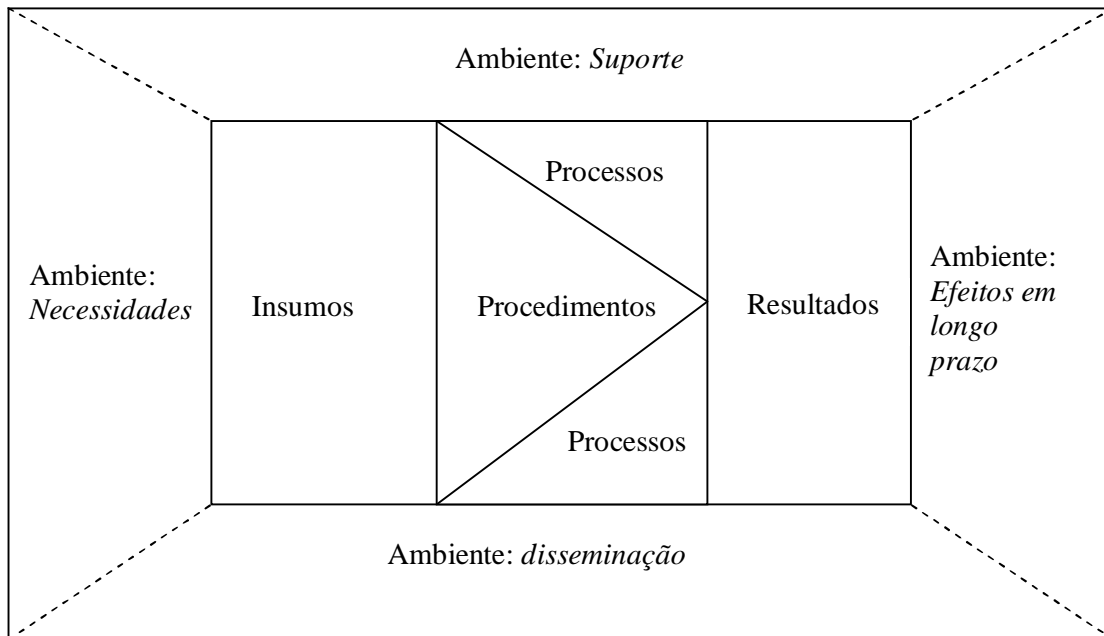 Ambiente: Suporte
Processos
Ambiente:
Necessidades
Insumos
Procedimentos
Resultados
Ambiente:
Efeitos em
longo
prazo
Processos
Ambiente: disseminação